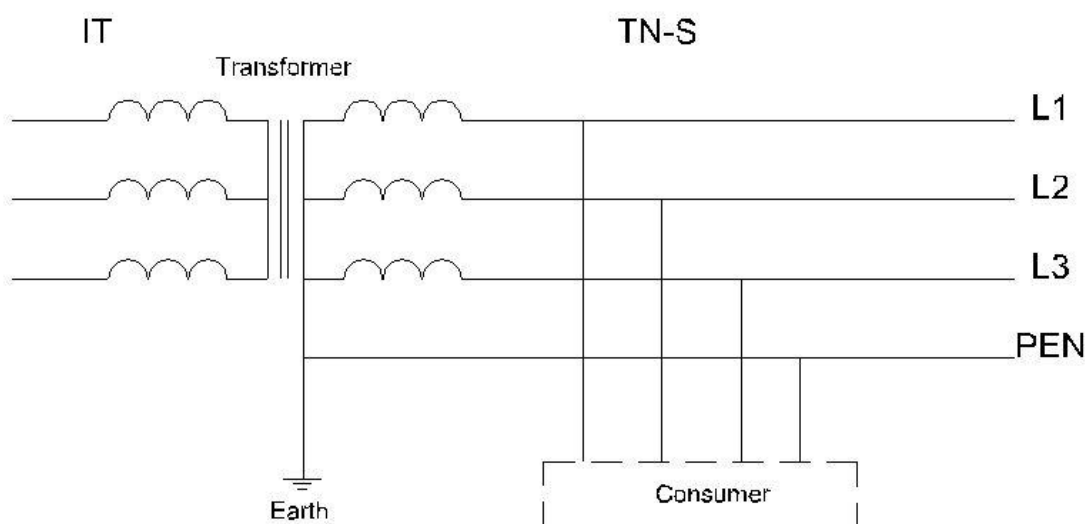 IT
TN-S
Transformer
L1
L2
L3
PEN
Consumer
Earth